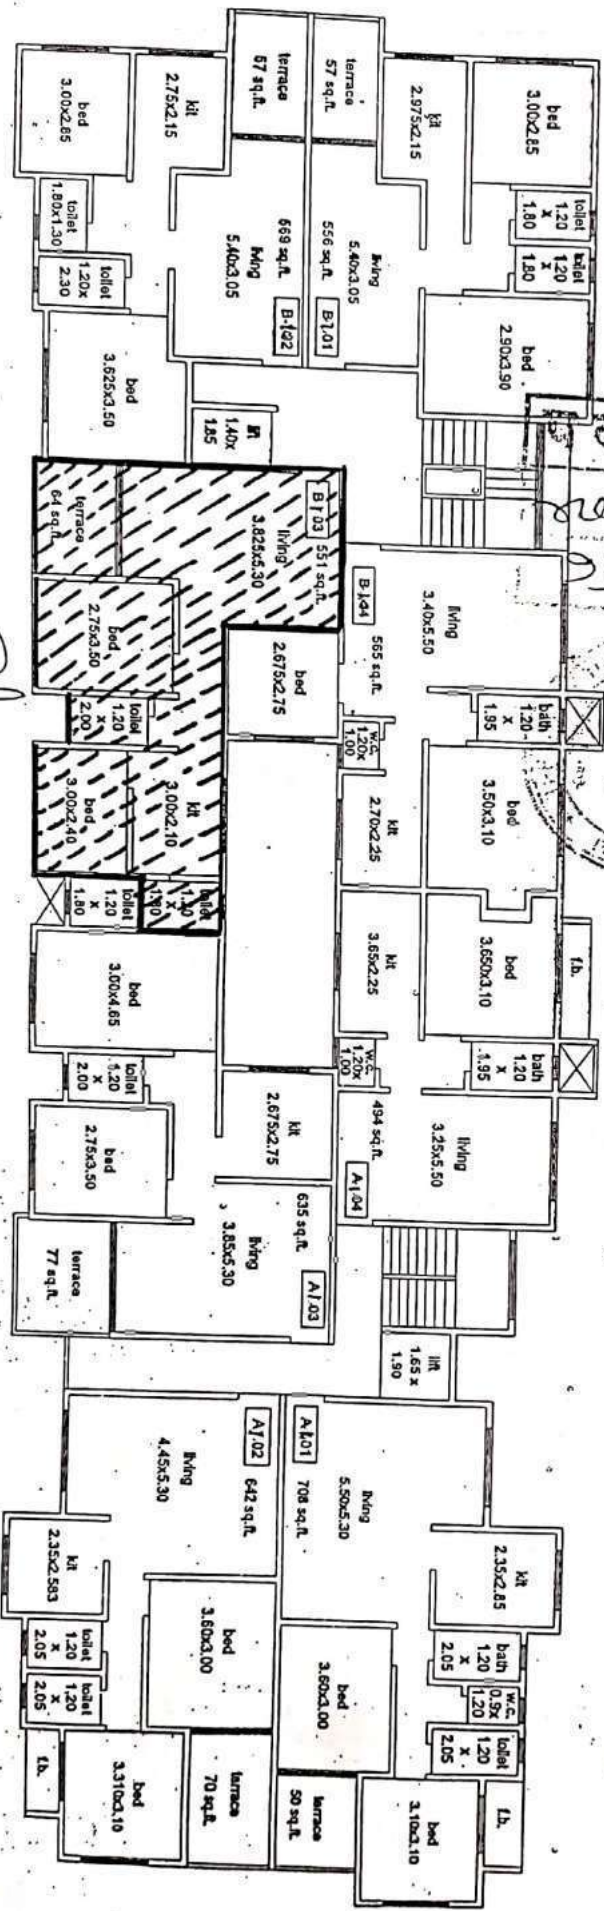 terrace
57 sq.ft.
terrace
57 sq.ft.
bed
3.00x2.85
kit
2.75x2.15
kit
2.975x2.15
bed
3.00x2.85
toilet
1.80x1.30
toilet
1.20x
2.30
living
5.40x3.05
569 sq.ft.
B-1.02
living
5.40x3.05
556 sq.ft.
B-1.01
toilet
1.20
x
1.80
toilet
1.20
x
1.80
bed
2.90x3.90
bed
3.625x3.50
lift
1.40x
1.85
terrace
64 sq.ft.
B 1.03
551 sq.ft.
living
3.825x5.30
bed
2.75x3.50
toilet
1.20
x
2.00
kit
3.00x2.10
bed
3.00x2.40
toilet
1.20
x
1.80
toilet
1.20
x
1.80
bed
2.675x2.75
B-1.04
565 sq.ft.
living
3.40x5.50
bath
1.20
x
1.95
w.c.
1.20x
1.00
kit
2.70x2.25
bed
3.50x3.10
f.b.
kit
3.65x2.25
bed
3.650x3.10
w.c.
1.20x
1.00
bath
1.20
x
1.95
living
3.25x5.50
494 sq.ft.
A 1.04
bed
3.00x4.65
toilet
1.20
x
2.00
bed
2.75x3.50
kit
2.675x2.75
635 sq.ft.
living
3.85x5.30
A 1.03
terrace
77 sq.ft.
lift
1.65 x
1.90
A 1.02
living
4.45x5.30
642 sq.ft.
A 1.01
living
5.50x5.30
708 sq.ft.
kit
2.35x2.583
kit
2.35x2.85
toilet
1.20
x
2.05
toilet
1.20
x
2.05
bed
3.60x3.00
bed
3.60x3.00
bath
1.20
x
2.05
w.c.
0.9x
1.20
toilet
1.20
x
2.05
f.b.
bed
3.310x3.10
terrace
70 sq.ft.
terrace
50 sq.ft.
bed
3.10x3.10
f.b.